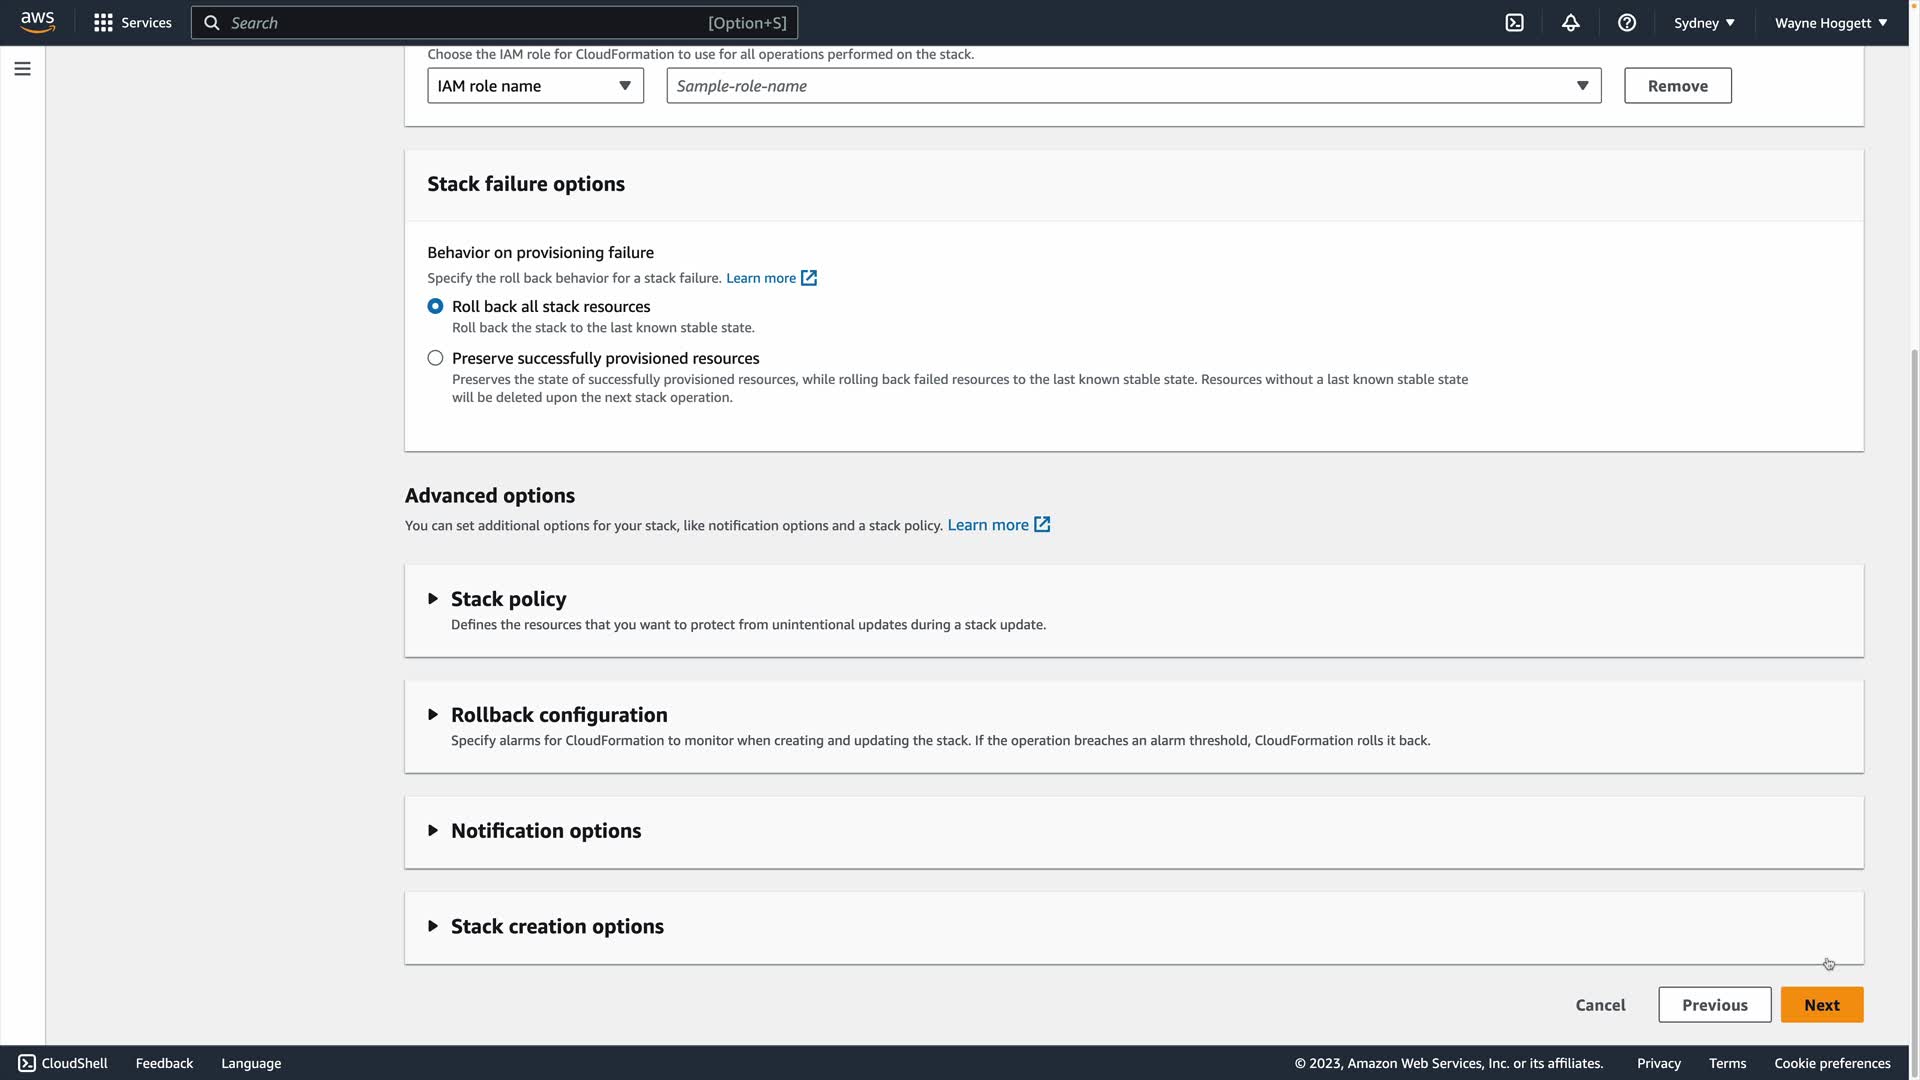 aws
Services
Search
[Option+S]
Sydney
Wayne Hoggett
Choose the IAM role for CloudFormation to use for all operations performed on the stack.
IAM role name
Sample-role-name
Remove
Stack failure options
Behavior on provisioning failure
Specify the roll back behavior for a stack failure. Learn more
Roll back all stack resources
Roll back the stack to the last known stable state.
Preserve successfully provisioned resources
Preserves the state of successfully provisioned resources, while rolling back failed resources to the last known stable state. Resources without a last known stable state
will be deleted upon the next stack operation.
Advanced options
You can set additional options for your stack, like notification options and a stack policy. Learn more
Stack policy
Defines the resources that you want to protect from unintentional updates during a stack update.
Rollback configuration
Specify alarms for CloudFormation to monitor when creating and updating the stack. If the operation breaches an alarm threshold, CloudFormation rolls it back.
Notification options
Stack creation options
Cancel
Previous
Next
CloudShell
Feedback
Language
© 2023, Amazon Web Services, Inc. or its affiliates.
Privacy
Terms
Cookie preferences